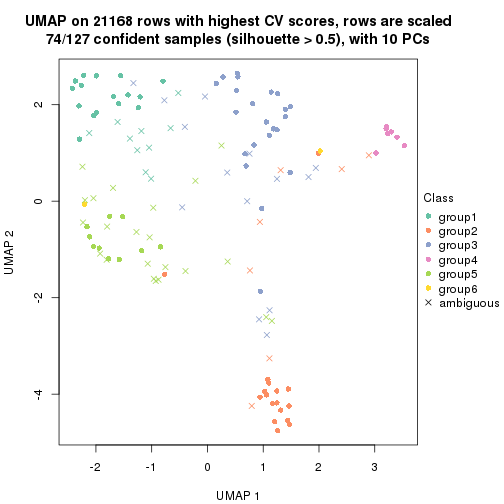 UMAP on 21168 rows with highest CV scores, rows are scaled
74/127 confident samples (silhouette > 0.5), with 10 PCs
UMAP 2
2
0
-2
-4
-2
-1
0
1
2
3
UMAP 1
Class
group1
group2
group3
group4
group5
group6
ambiguous